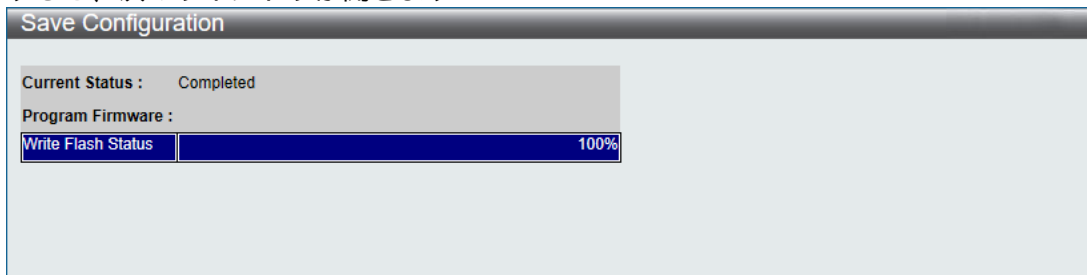 Save Configuration
Current Status : Completed
Program Firmware :
Write Flash Status 100%